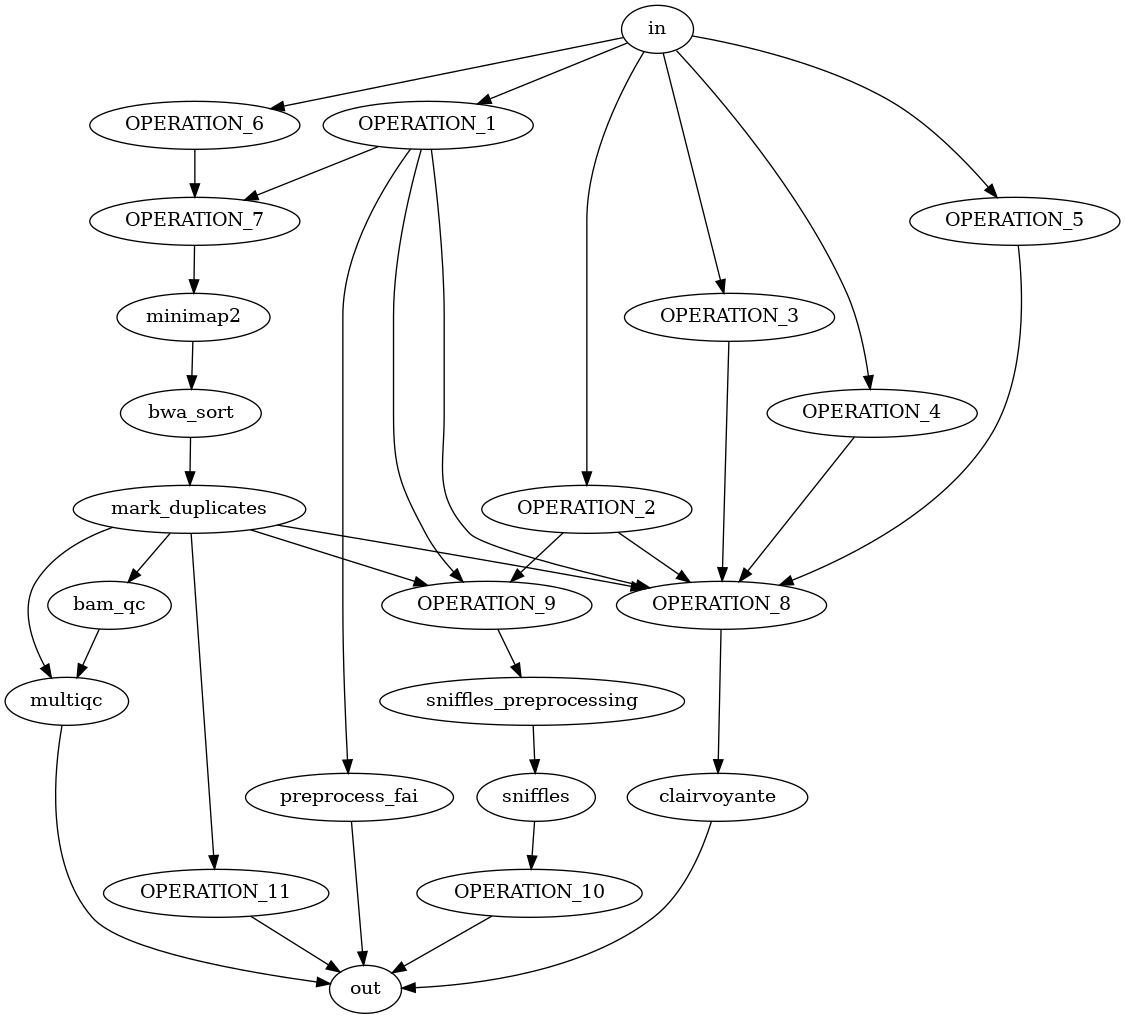 in
OPERATION_6
OPERATION_1
OPERATION_7
OPERATION_5
minimap2
OPERATION_3
bwa_sort
OPERATION_4
mark_duplicates
OPERATION_2
bam_qc
OPERATION_9
OPERATION_8
multiqc
sniffles_preprocessing
preprocess_fai
sniffles
clairvoyante
OPERATION_11
OPERATION_10
out